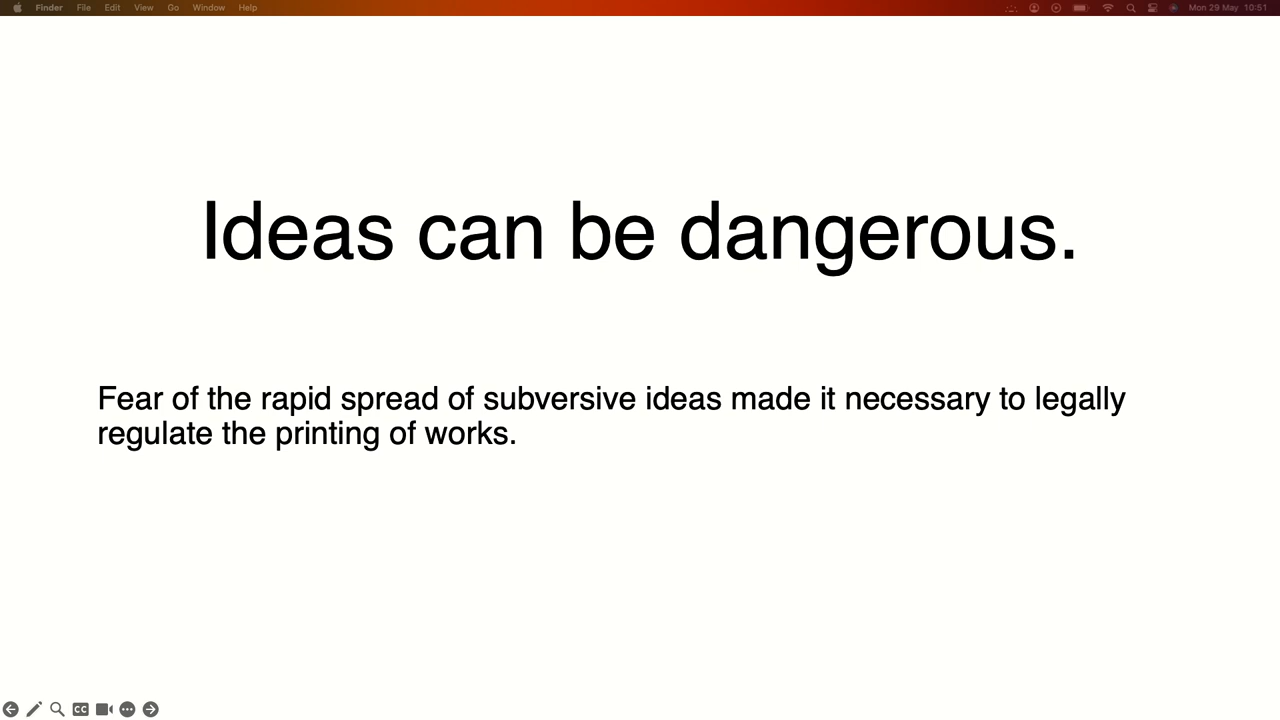 Finder File Edit View Go Window Help Mon 29 May 10:51
Ideas can be dangerous.
Fear of the rapid spread of subversive ideas made it necessary to legally
regulate the printing of works.
CC